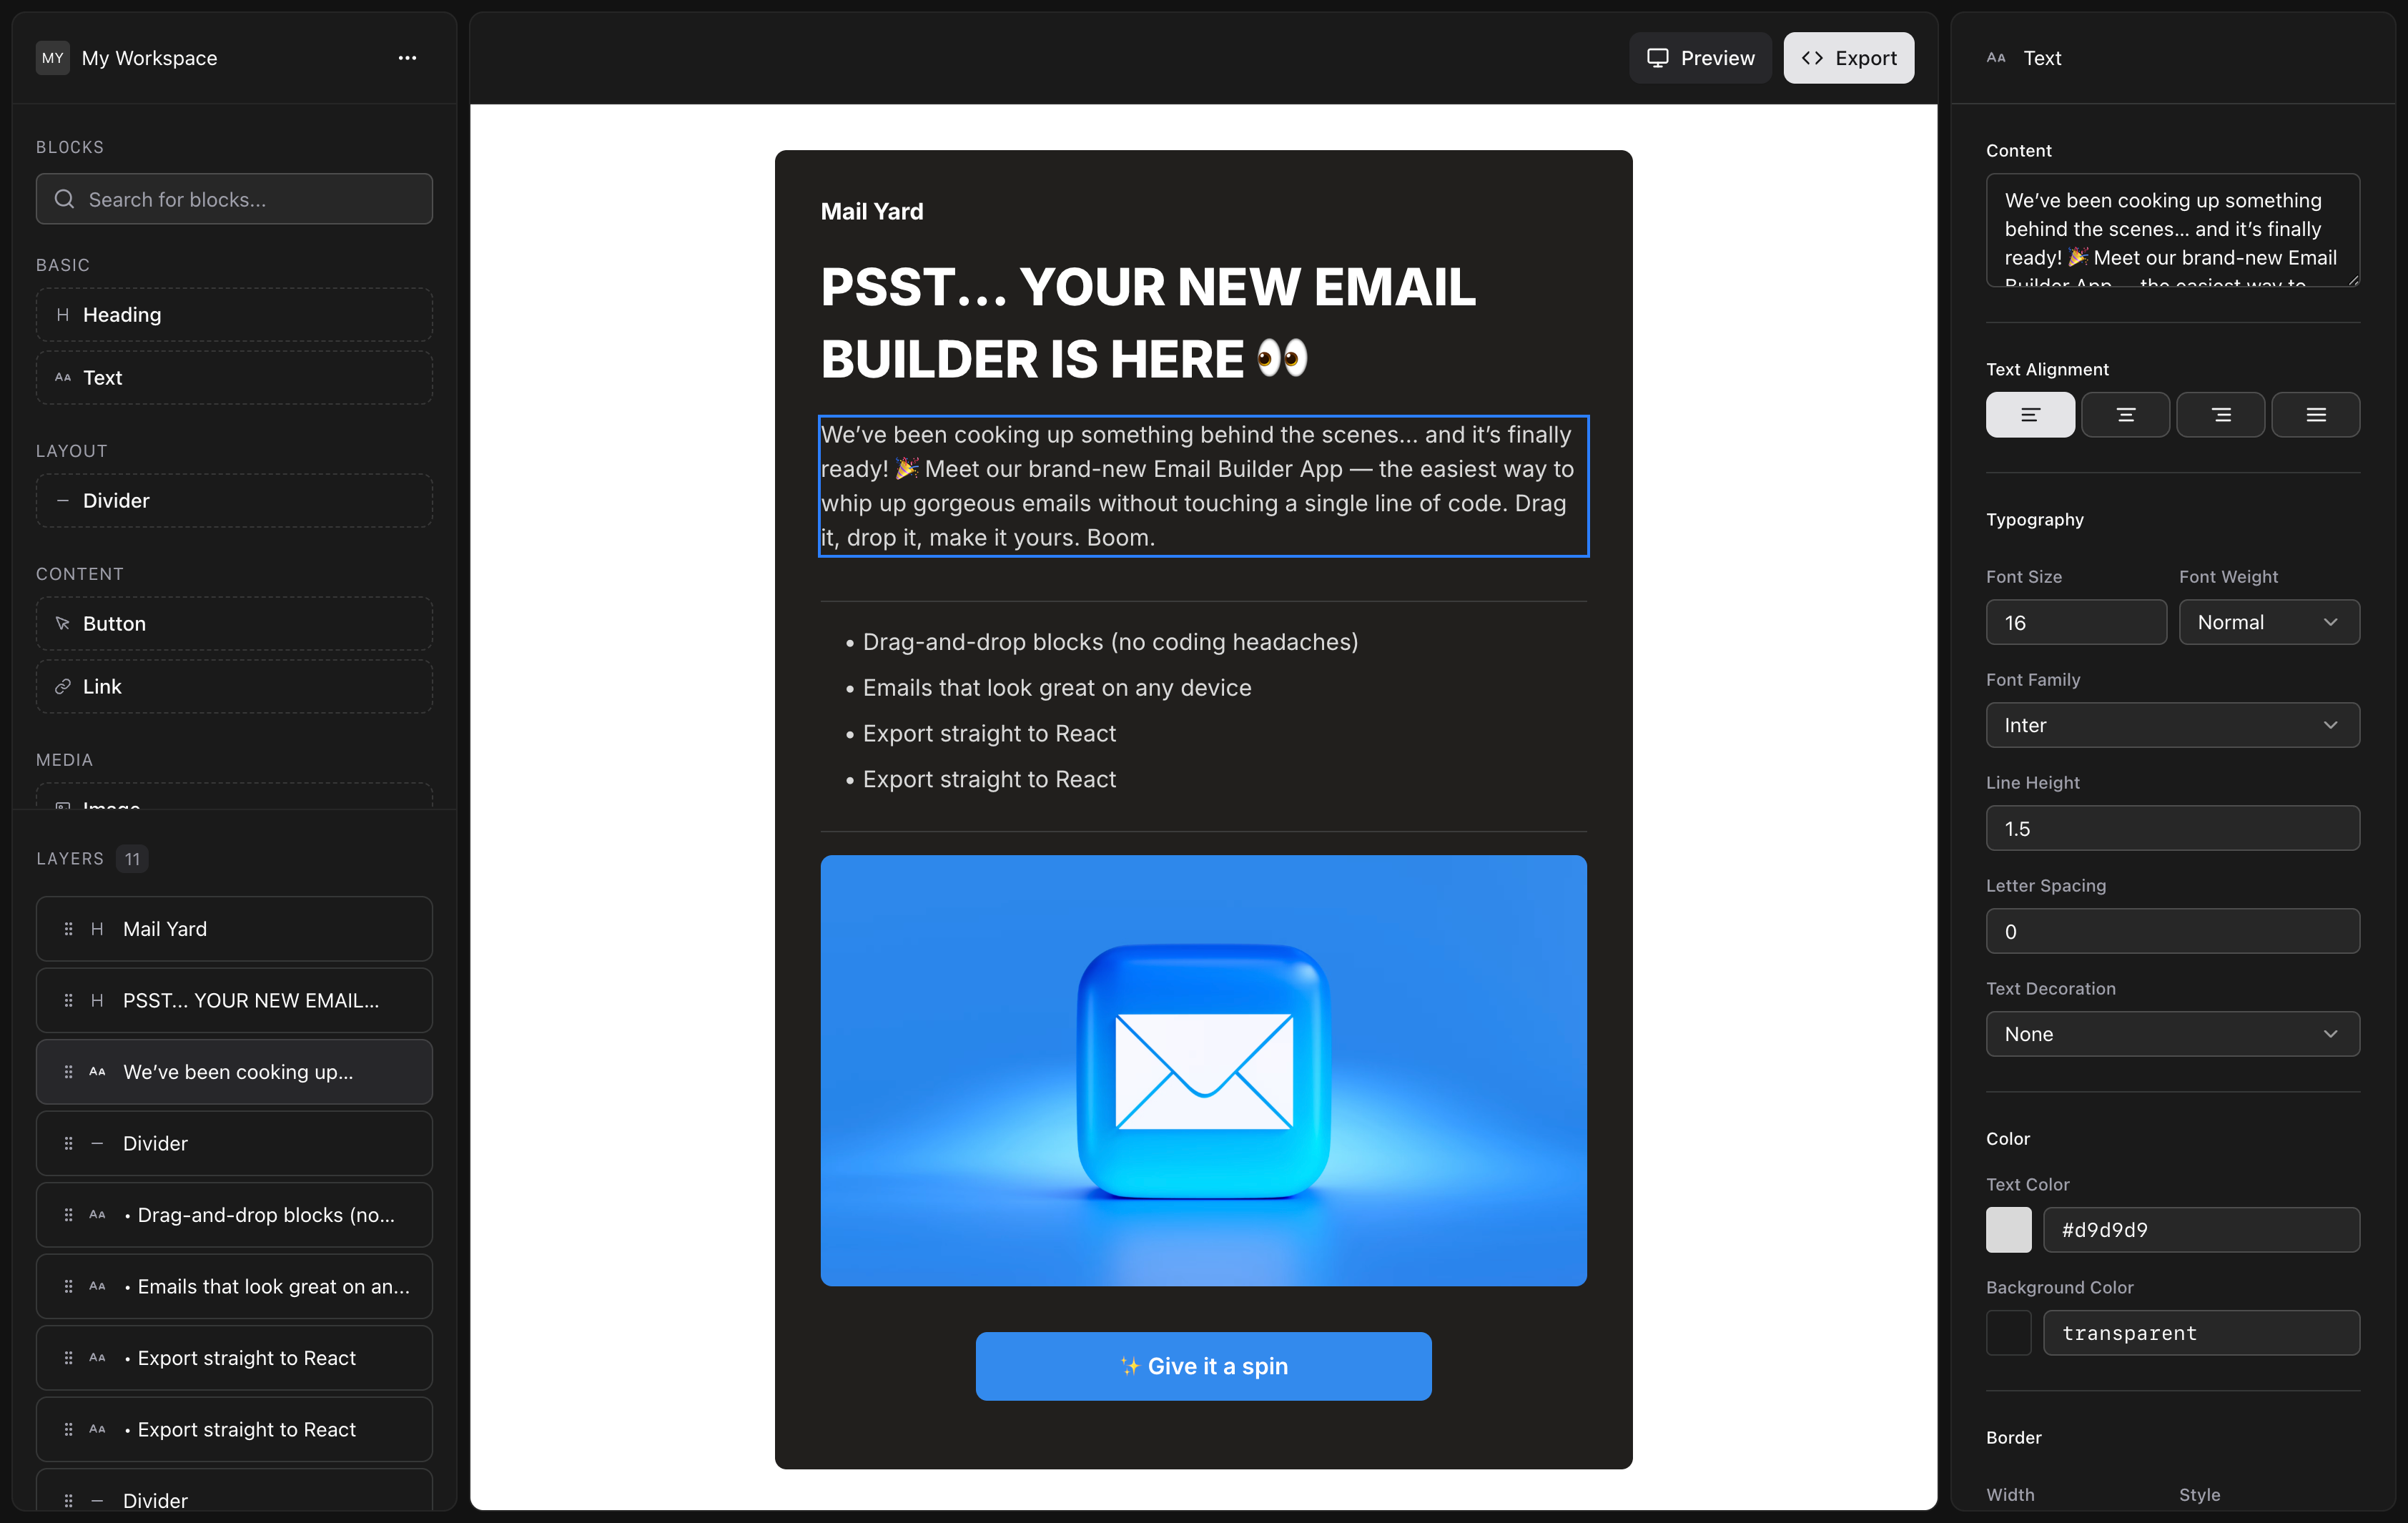 MY My Workspace
BLOCKS
Search for blocks...
BASIC
H Heading
AA Text
LAYOUT
Divider
CONTENT
Button
Link
MEDIA
Image
LAYERS 11
H Mail Yard
H PSST... YOUR NEW EMAIL...
AA We’ve been cooking up...
Divider
AA • Drag-and-drop blocks (no...
AA • Emails that look great on an...
AA • Export straight to React
AA • Export straight to React
Divider
Preview
Export
Mail Yard
PSST... YOUR NEW EMAIL
BUILDER IS HERE 👀
We’ve been cooking up something behind the scenes... and it’s finally
ready! 🎉 Meet our brand-new Email Builder App — the easiest way to
whip up gorgeous emails without touching a single line of code. Drag
it, drop it, make it yours. Boom.
• Drag-and-drop blocks (no coding headaches)
• Emails that look great on any device
• Export straight to React
• Export straight to React
✨ Give it a spin
AA Text
Content
We’ve been cooking up something
behind the scenes... and it’s finally
ready! 🎉 Meet our brand-new Email
Builder App — the easiest way to
Text Alignment
Typography
Font Size
Font Weight
16
Normal
Font Family
Inter
Line Height
1.5
Letter Spacing
0
Text Decoration
None
Color
Text Color
#d9d9d9
Background Color
transparent
Border
Width
Style